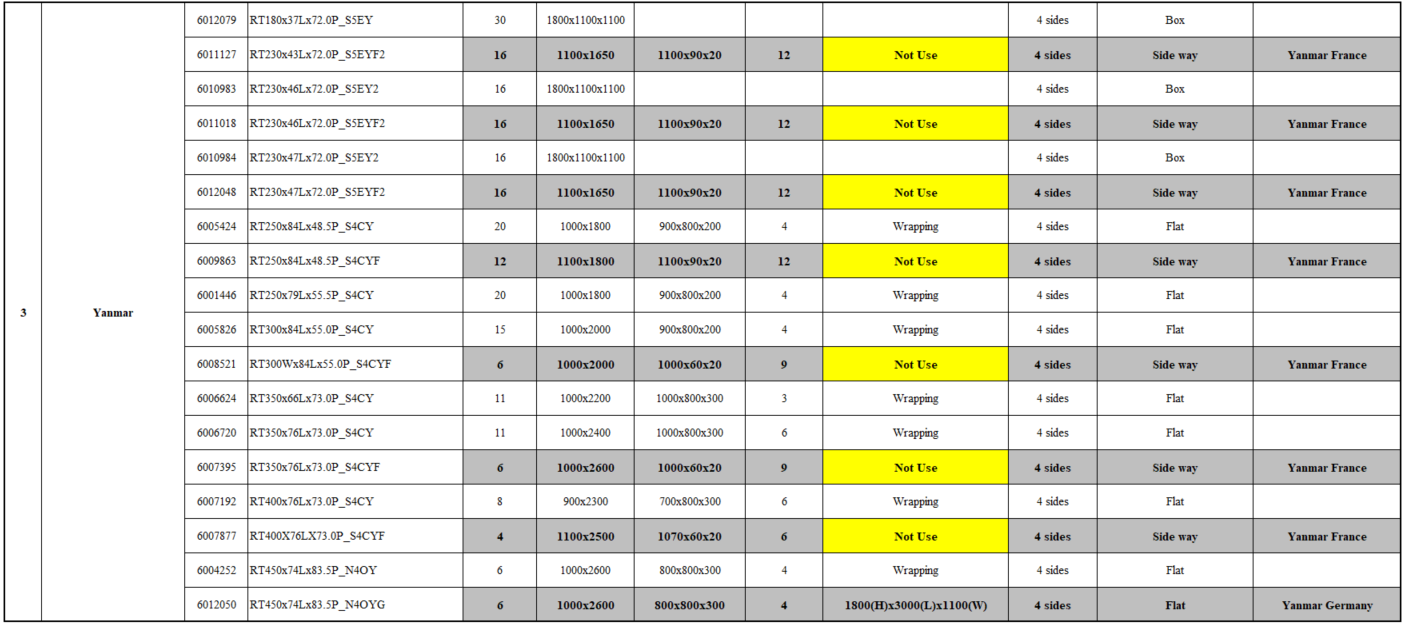 6012079 RT180x37Lx72.0P_S5EY 30 1800x1100x1100 4 sides Box
6011127 RT230x43Lx72.0P_S5EYF2 16 1100x1650 1100x90x20 12 Not Use 4 sides Side way Yanmar France
6010983 RT230x46Lx72.0P_S5EY2 16 1800x1100x1100 4 sides Box
6011018 RT230x46Lx72.0P_S5EYF2 16 1100x1650 1100x90x20 12 Not Use 4 sides Side way Yanmar France
6010984 RT230x47Lx72.0P_S5EY2 16 1800x1100x1100 4 sides Box
6012048 RT230x47Lx72.0P_S5EYF2 16 1100x1650 1100x90x20 12 Not Use 4 sides Side way Yanmar France
6005424 RT250x84Lx48.5P_S4CY 20 1000x1800 900x800x200 4 Wrapping 4 sides Flat
6009863 RT250x84Lx48.5P_S4CYF 12 1100x1800 1100x90x20 12 Not Use 4 sides Side way Yanmar France
6001446 RT250x79Lx55.5P_S4CY 20 1000x1800 900x800x200 4 Wrapping 4 sides Flat
3 Yanmar
6005826 RT300x84Lx55.0P_S4CY 15 1000x2000 900x800x200 4 Wrapping 4 sides Flat
6008521 RT300Wx84Lx55.0P_S4CYF 6 1000x2000 1000x60x20 9 Not Use 4 sides Side way Yanmar France
6006624 RT350x66Lx73.0P_S4CY 11 1000x2200 1000x800x300 3 Wrapping 4 sides Flat
6006720 RT350x76Lx73.0P_S4CY 11 1000x2400 1000x800x300 6 Wrapping 4 sides Flat
6007395 RT350x76Lx73.0P_S4CYF 6 1000x2600 1000x60x20 9 Not Use 4 sides Side way Yanmar France
6007192 RT400x76Lx73.0P_S4CY 8 900x2300 700x800x300 6 Wrapping 4 sides Flat
6007877 RT400X76LX73.0P_S4CYF 4 1100x2500 1070x60x20 6 Not Use 4 sides Side way Yanmar France
6004252 RT450x74Lx83.5P_N4OY 6 1000x2600 800x800x300 4 Wrapping 4 sides Flat
6012050 RT450x74Lx83.5P_N4OYG 6 1000x2600 800x800x300 4 1800(H)x3000(L)x1100(W) 4 sides Flat Yanmar Germany